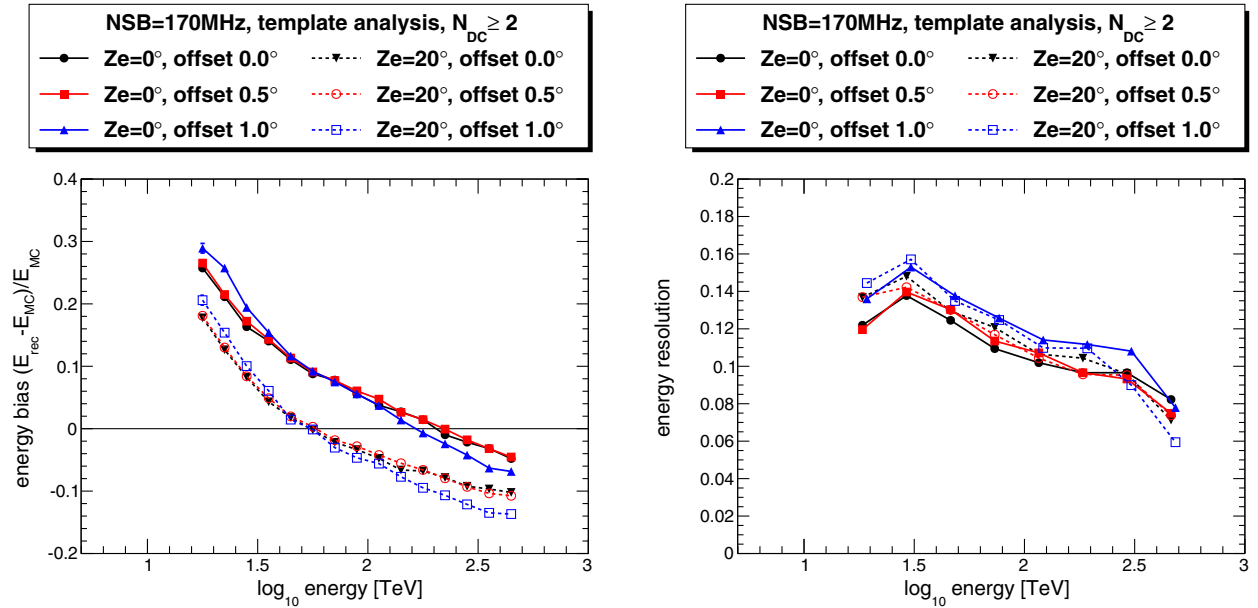 NSB=170MHz, template analysis, N_DC ≥ 2
Ze=0°, offset 0.0° Ze=20°, offset 0.0°
Ze=0°, offset 0.5° Ze=20°, offset 0.5°
Ze=0°, offset 1.0° Ze=20°, offset 1.0°
energy bias (E_rec - E_MC)/E_MC
0.4
0.3
0.2
0.1
0
-0.1
-0.2
1 1.5 2 2.5 3
log_10 energy [TeV]
NSB=170MHz, template analysis, N_DC ≥ 2
Ze=0°, offset 0.0° Ze=20°, offset 0.0°
Ze=0°, offset 0.5° Ze=20°, offset 0.5°
Ze=0°, offset 1.0° Ze=20°, offset 1.0°
energy resolution
0.2
0.18
0.16
0.14
0.12
0.1
0.08
0.06
0.04
0.02
0
1 1.5 2 2.5 3
log_10 energy [TeV]